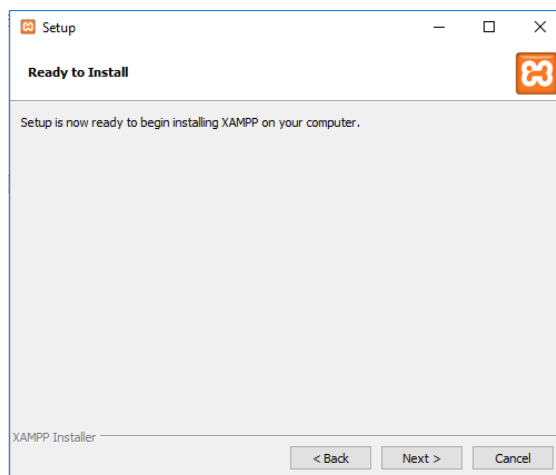 Setup
Ready to Install
Setup is now ready to begin installing XAMPP on your computer.
XAMPP Installer
< Back Next > Cancel